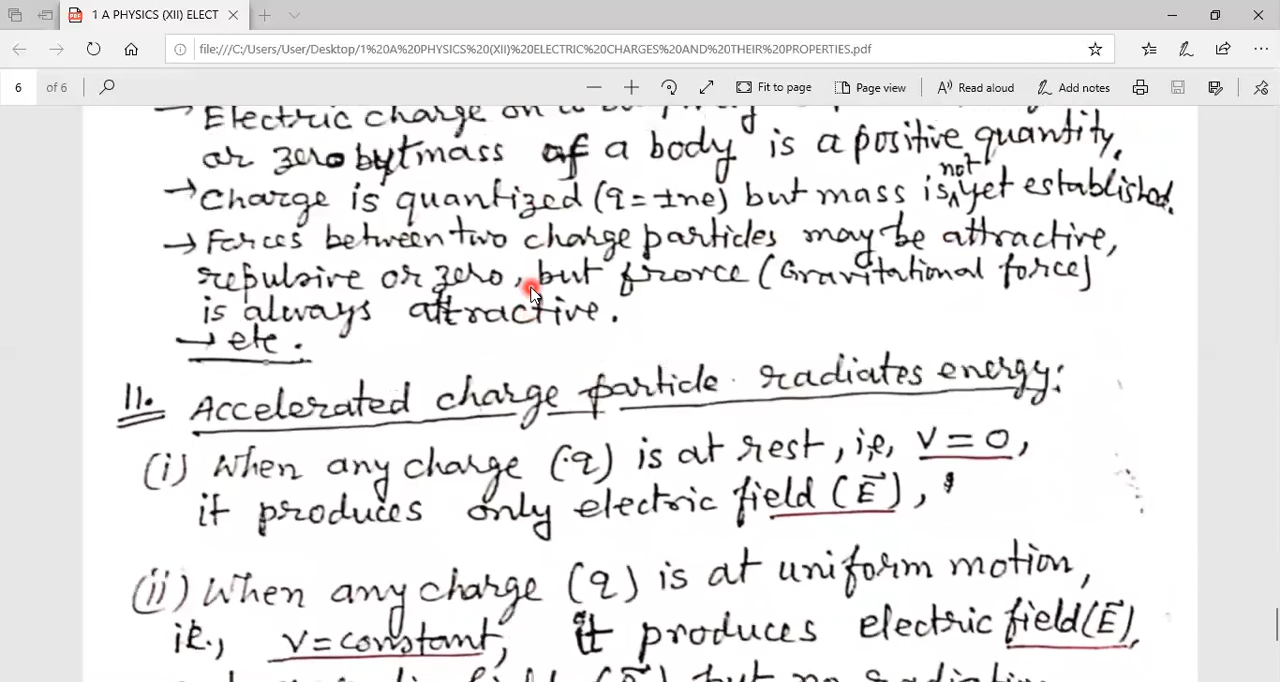 1 A PHYSICS (XII) ELECT
file:///C:/Users/User/Desktop/1%20A%20PHYSICS%20(XII)%20ELECTRIC%20CHARGES%20AND%20THEIR%20PROPERTIES.pdf
6 of 6 Fit to page Page view Read aloud Add notes
→ Electric charge on a
or zero but mass of a body is a positive quantity.
→ Charge is quantized (q = ±ne) but mass is not yet established.
→ Forces between two charge particles may be attractive,
repulsive or zero, but frorce (Gravitational force)
is always attractive.
→ etc.
11. Accelerated charge particle radiates energy:
(i) When any charge (q) is at rest, i.e, V = 0,
it produces only electric field (E⃗),
(ii) When any charge (q) is at uniform motion,
i.e., v = constant, it produces electric field (E⃗),
but no radiation